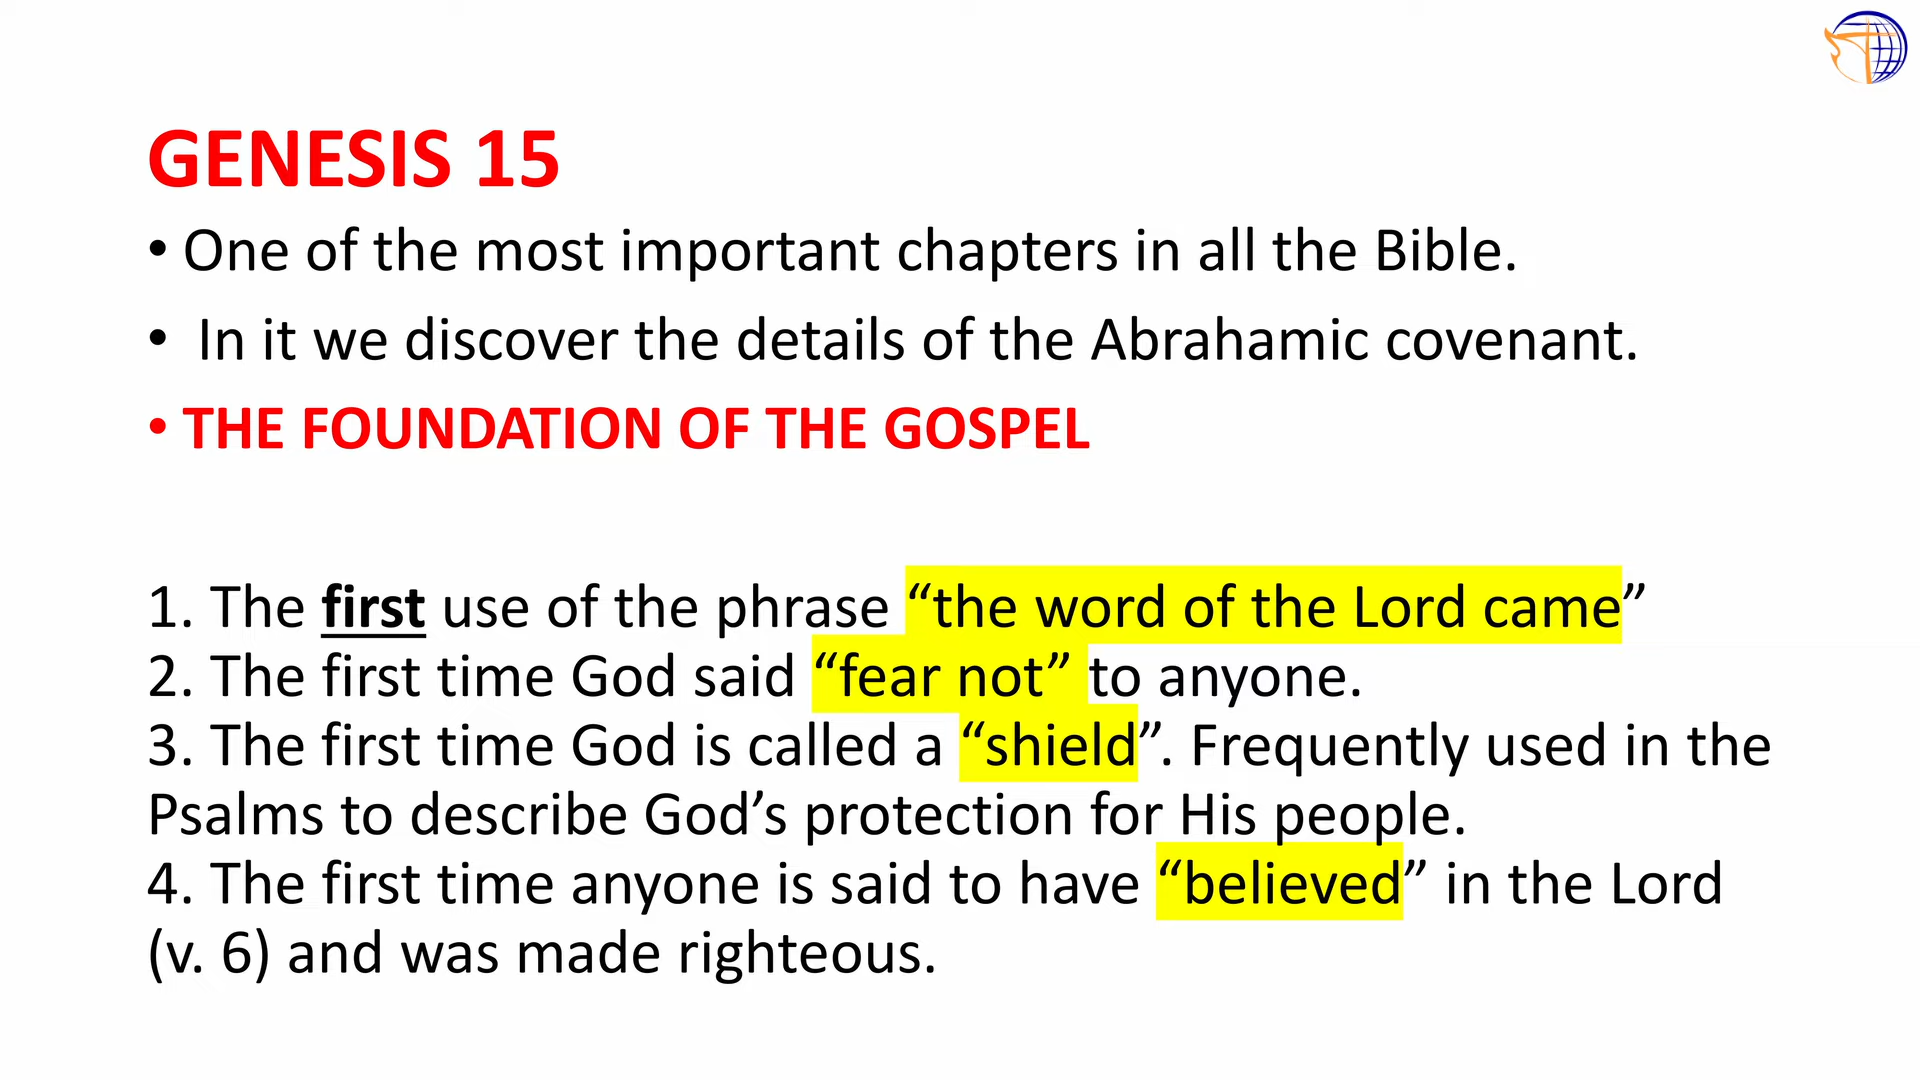 GENESIS 15
• One of the most important chapters in all the Bible.
• In it we discover the details of the Abrahamic covenant.
• THE FOUNDATION OF THE GOSPEL
1. The first use of the phrase “the word of the Lord came”
2. The first time God said “fear not” to anyone.
3. The first time God is called a “shield”. Frequently used in the
Psalms to describe God’s protection for His people.
4. The first time anyone is said to have “believed” in the Lord
(v. 6) and was made righteous.